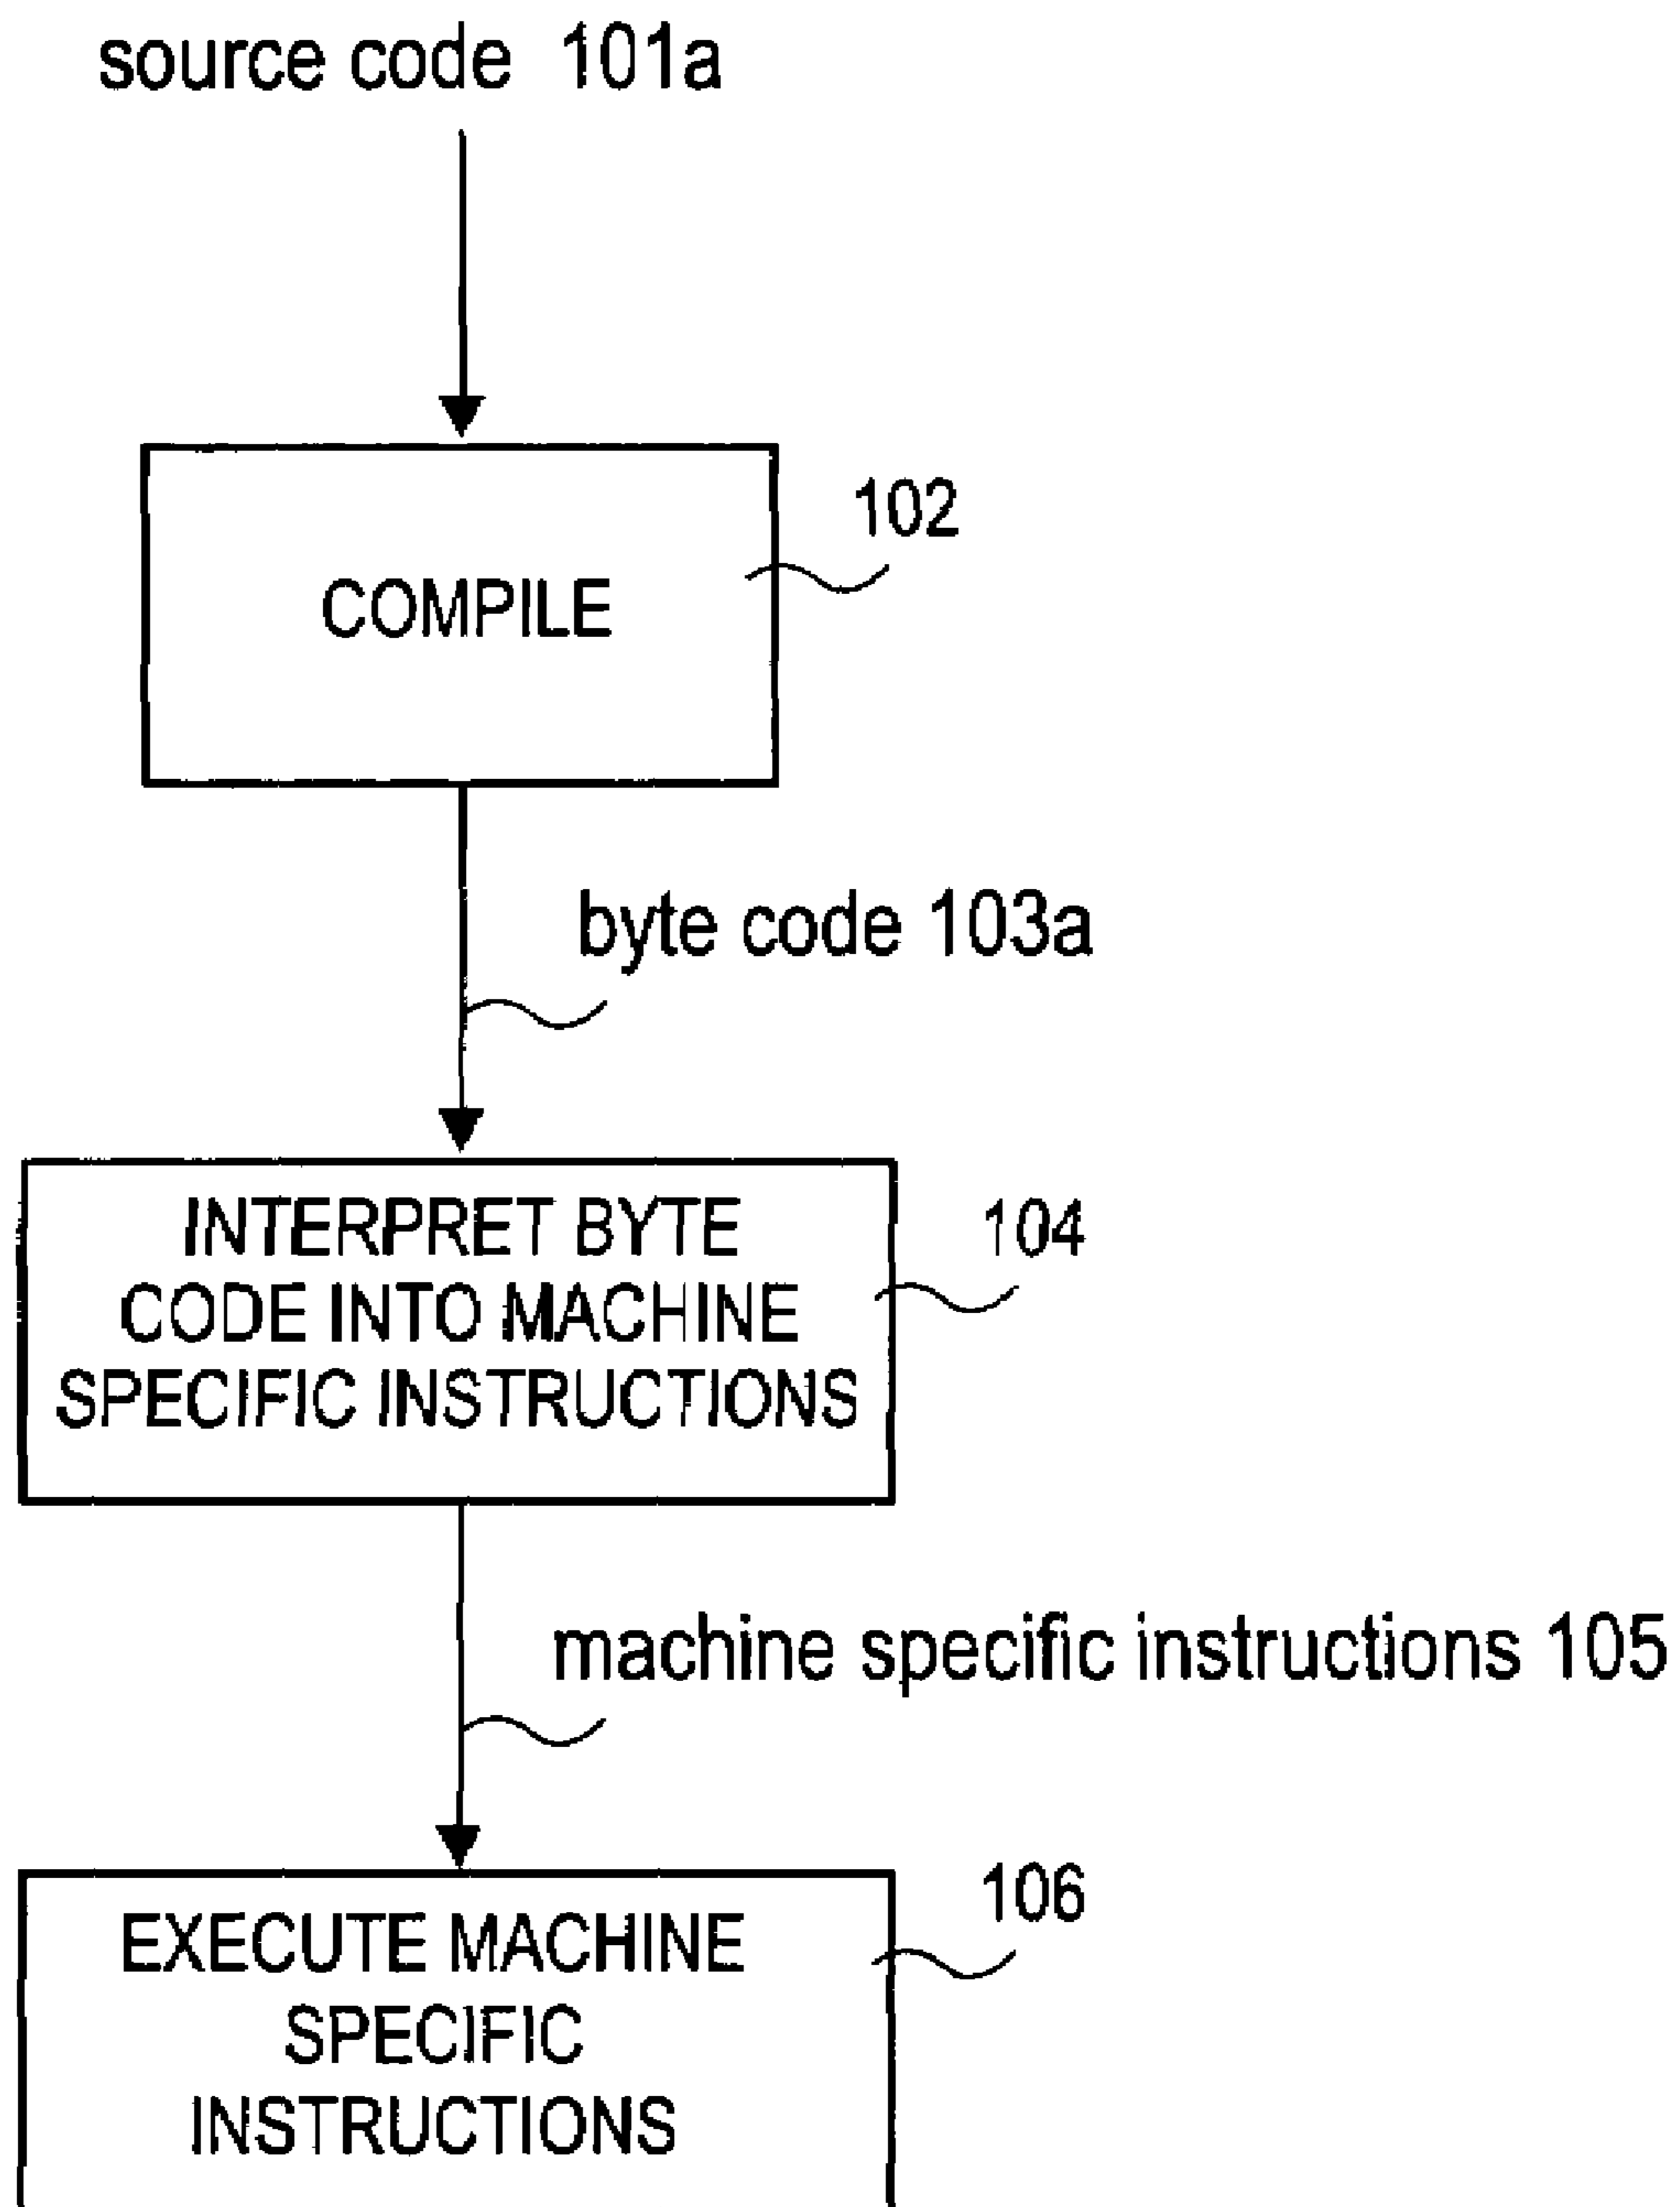 source code 101a
102
COMPILE
byte code 103a
INTERPRET BYTE
104
CODE INTO MACHINE
SPECIFIC INSTRUCTIONS
machine specific instructions 105
106
EXECUTE MACHINE
SPECIFIC
INSTRUCTIONS